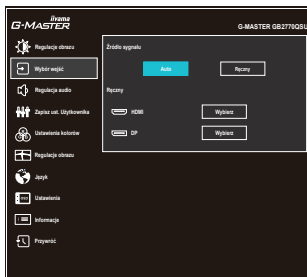 iiyama
G-MASTER
G-MASTER GB2770QSU
Regulacje obrazu
Wybór wejść
Regulacja audio
Zapisz ust. Użytkownika
Ustawienia kolorów
Regulacje obrazu
Język
Ustawienia
Informacje
Przywróć
Źródło sygnału
Auto
Ręczny
Ręczny
HDMI
Wybierz
DP
Wybierz